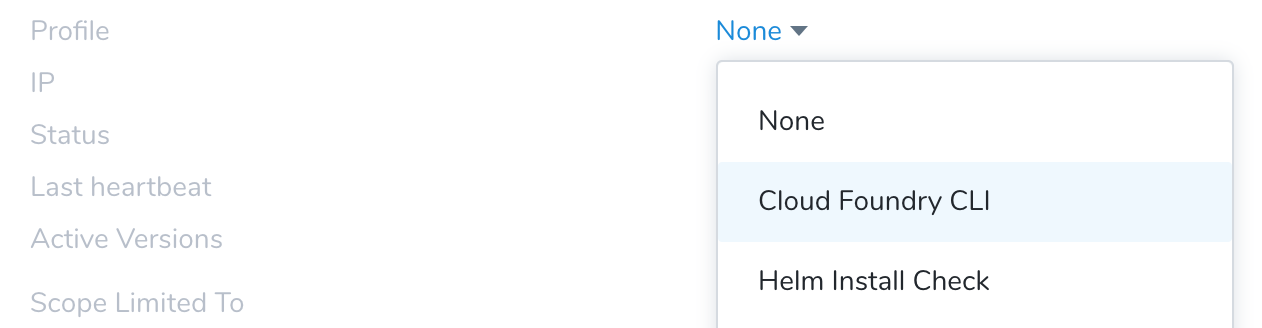 Profile
None
IP
Status
None
Last heartbeat
Cloud Foundry CLI
Active Versions
Helm Install Check
Scope Limited To